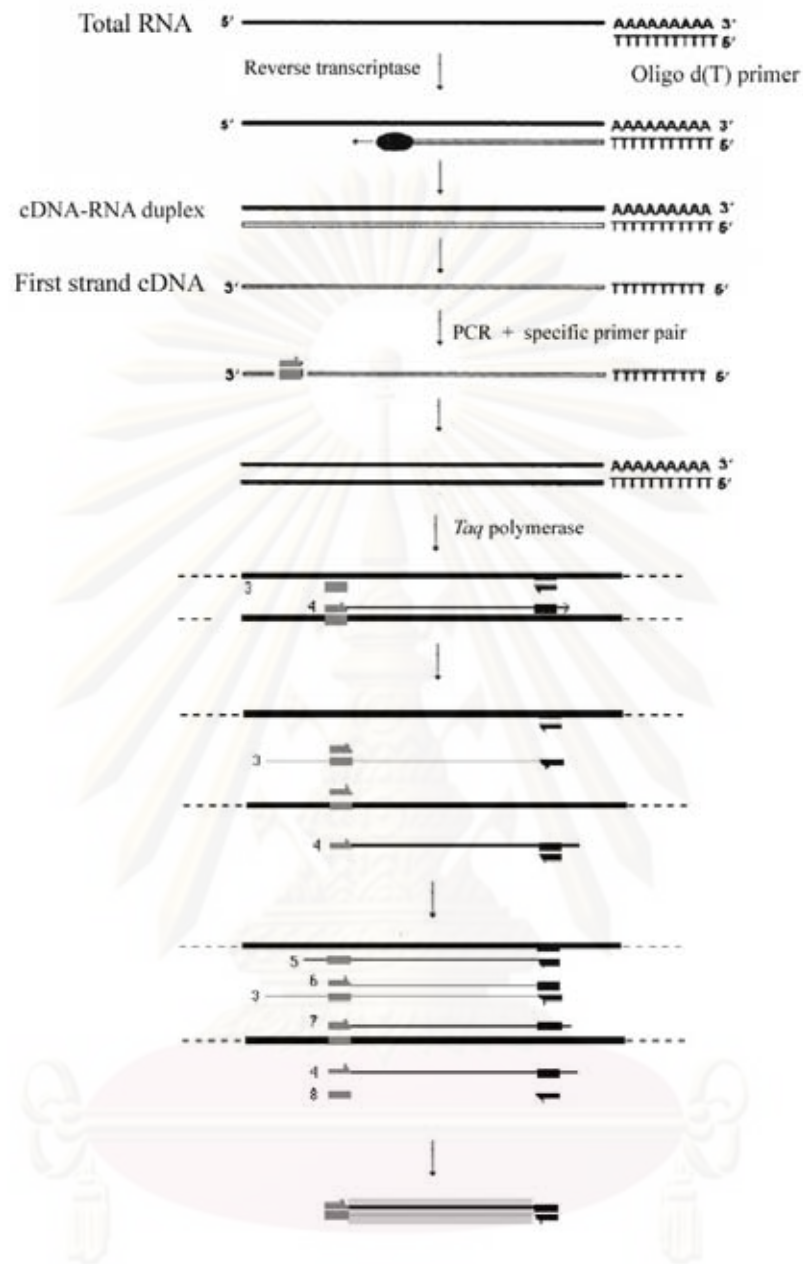 Total RNA 5' AAAAAAAAA 3'
TTTTTTTTTT 5'
Reverse transcriptase Oligo d(T) primer
5' AAAAAAAAA 3'
TTTTTTTTTT 5'
cDNA-RNA duplex AAAAAAAAA 3'
TTTTTTTTTT 5'
First strand cDNA 3' TTTTTTTTTT 5'
PCR + specific primer pair
3' TTTTTTTTTT 5'
AAAAAAAAA 3'
TTTTTTTTTT 5'
Taq polymerase
3
4
3
4
5
6
3
7
4
8